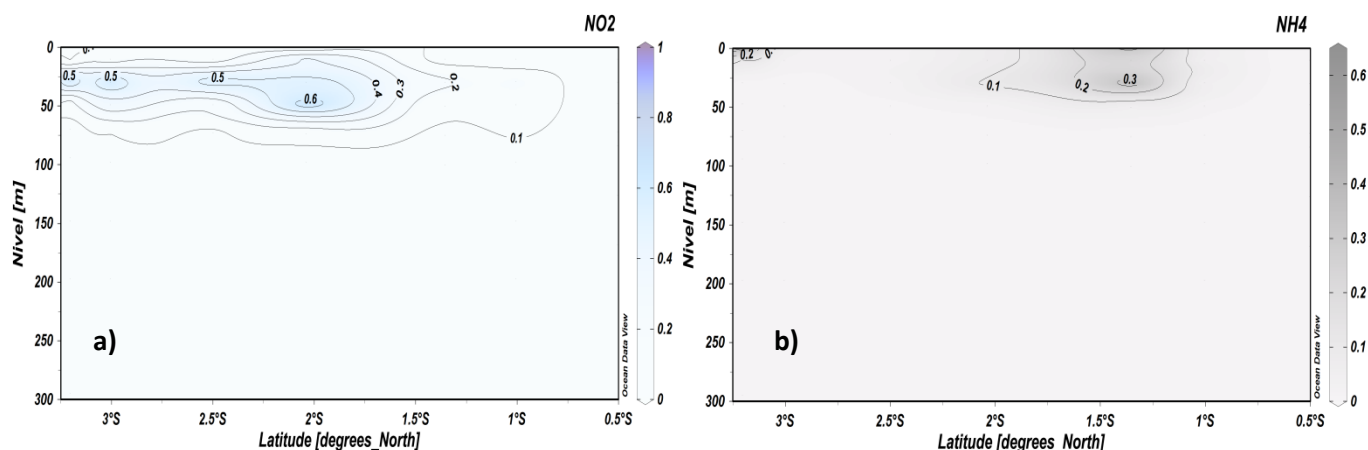 NO2
0
50
100
150
200
250
300
Nivel [m]
0.5
0.5
0.5
0.6
0.4
0.3
0.2
0.1
a)
3°S
2.5°S
2°S
1.5°S
1°S
0.5°S
Latitude [degrees_North]
Ocean Data View
1
0.8
0.6
0.4
0.2
0
NH4
0
50
100
150
200
250
300
Nivel [m]
0.2
0.1
0.2
0.3
0.1
b)
3°S
2.5°S
2°S
1.5°S
1°S
0.5°S
Latitude [degrees_North]
Ocean Data View
0.6
0.5
0.4
0.3
0.2
0.1
0